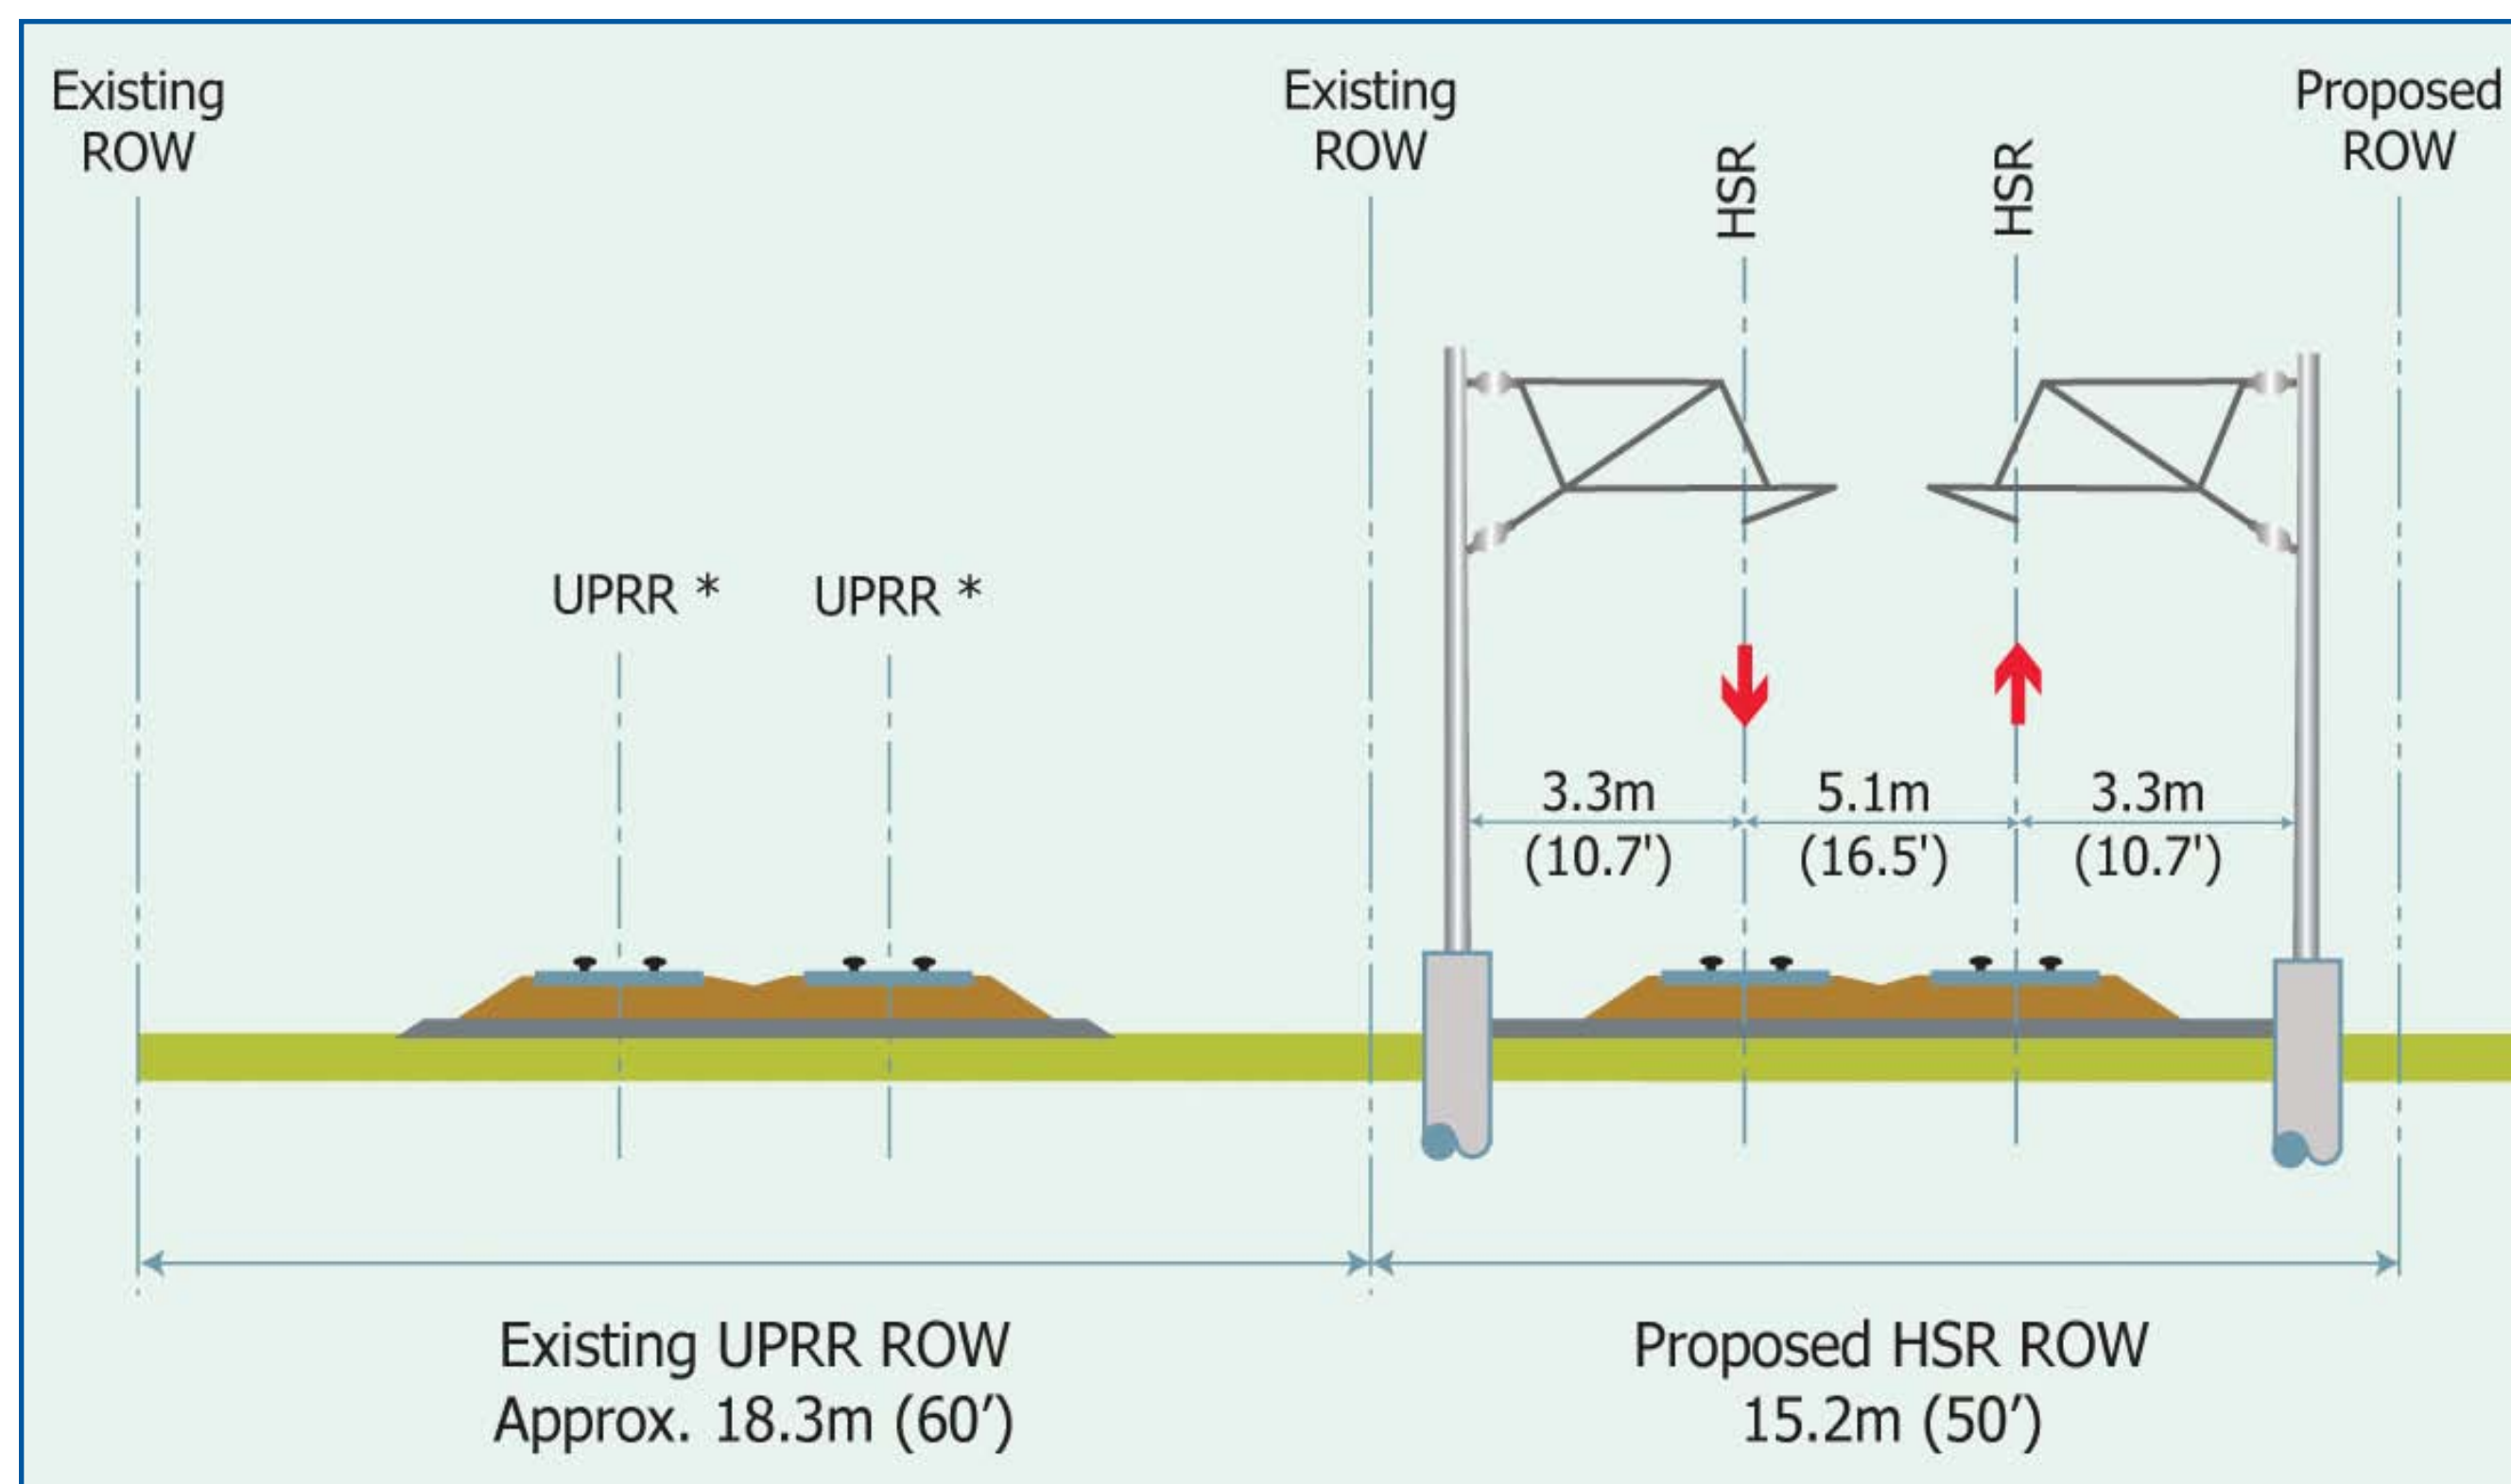 Existing
ROW
Existing
ROW
HSR
HSR
Proposed
ROW
UPRR *
UPRR *
3.3m
(10.7')
5.1m
(16.5')
3.3m
(10.7')
Existing UPRR ROW
Approx. 18.3m (60′)
Proposed HSR ROW
15.2m (50′)